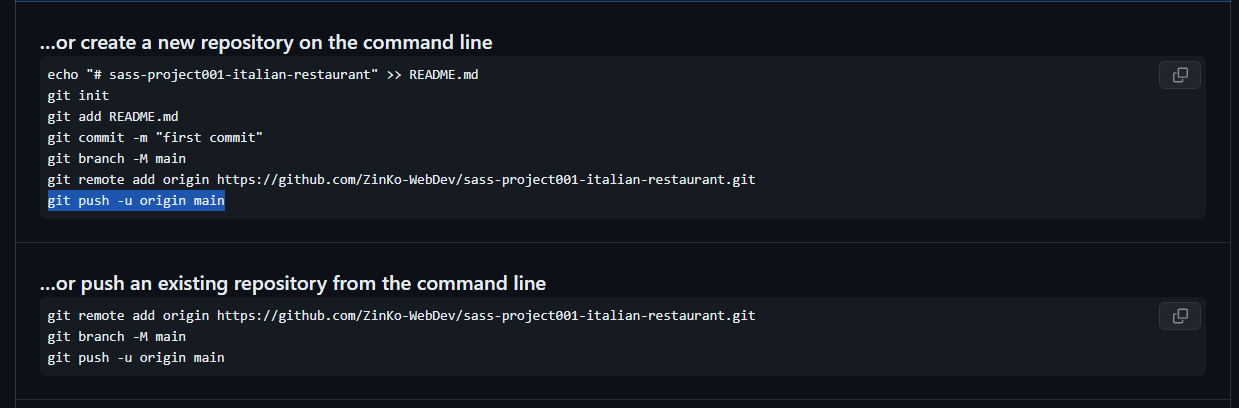 ...or create a new repository on the command line
echo "# sass-project001-italian-restaurant" >> README.md
git init
git add README.md
git commit -m "first commit"
git branch -M main
git remote add origin https://github.com/ZinKo-WebDev/sass-project001-italian-restaurant.git
git push -u origin main
...or push an existing repository from the command line
git remote add origin https://github.com/ZinKo-WebDev/sass-project001-italian-restaurant.git
git branch -M main
git push -u origin main